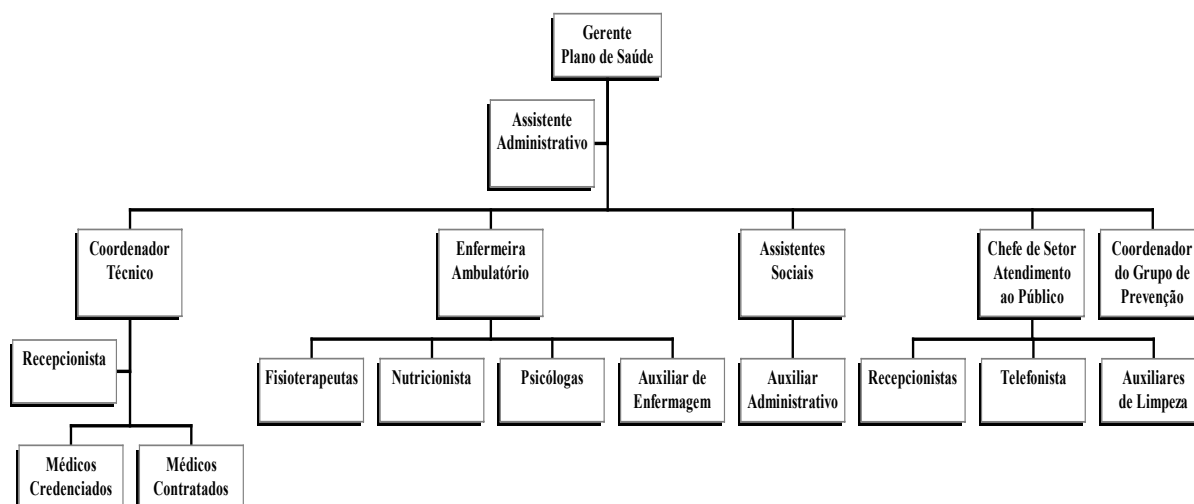 Gerente
Plano de Saúde
Assistente
Administrativo
Coordenador
Técnico
Enfermeira
Ambulatório
Assistentes
Sociais
Chefe de Setor
Atendimento
ao Público
Coordenador
do Grupo de
Prevenção
Recepcionista
Fisioterapeutas
Nutricionista
Psicólogas
Auxiliar de
Enfermagem
Auxiliar
Administrativo
Recepcionistas
Telefonista
Auxiliares
de Limpeza
Médicos
Credenciados
Médicos
Contratados